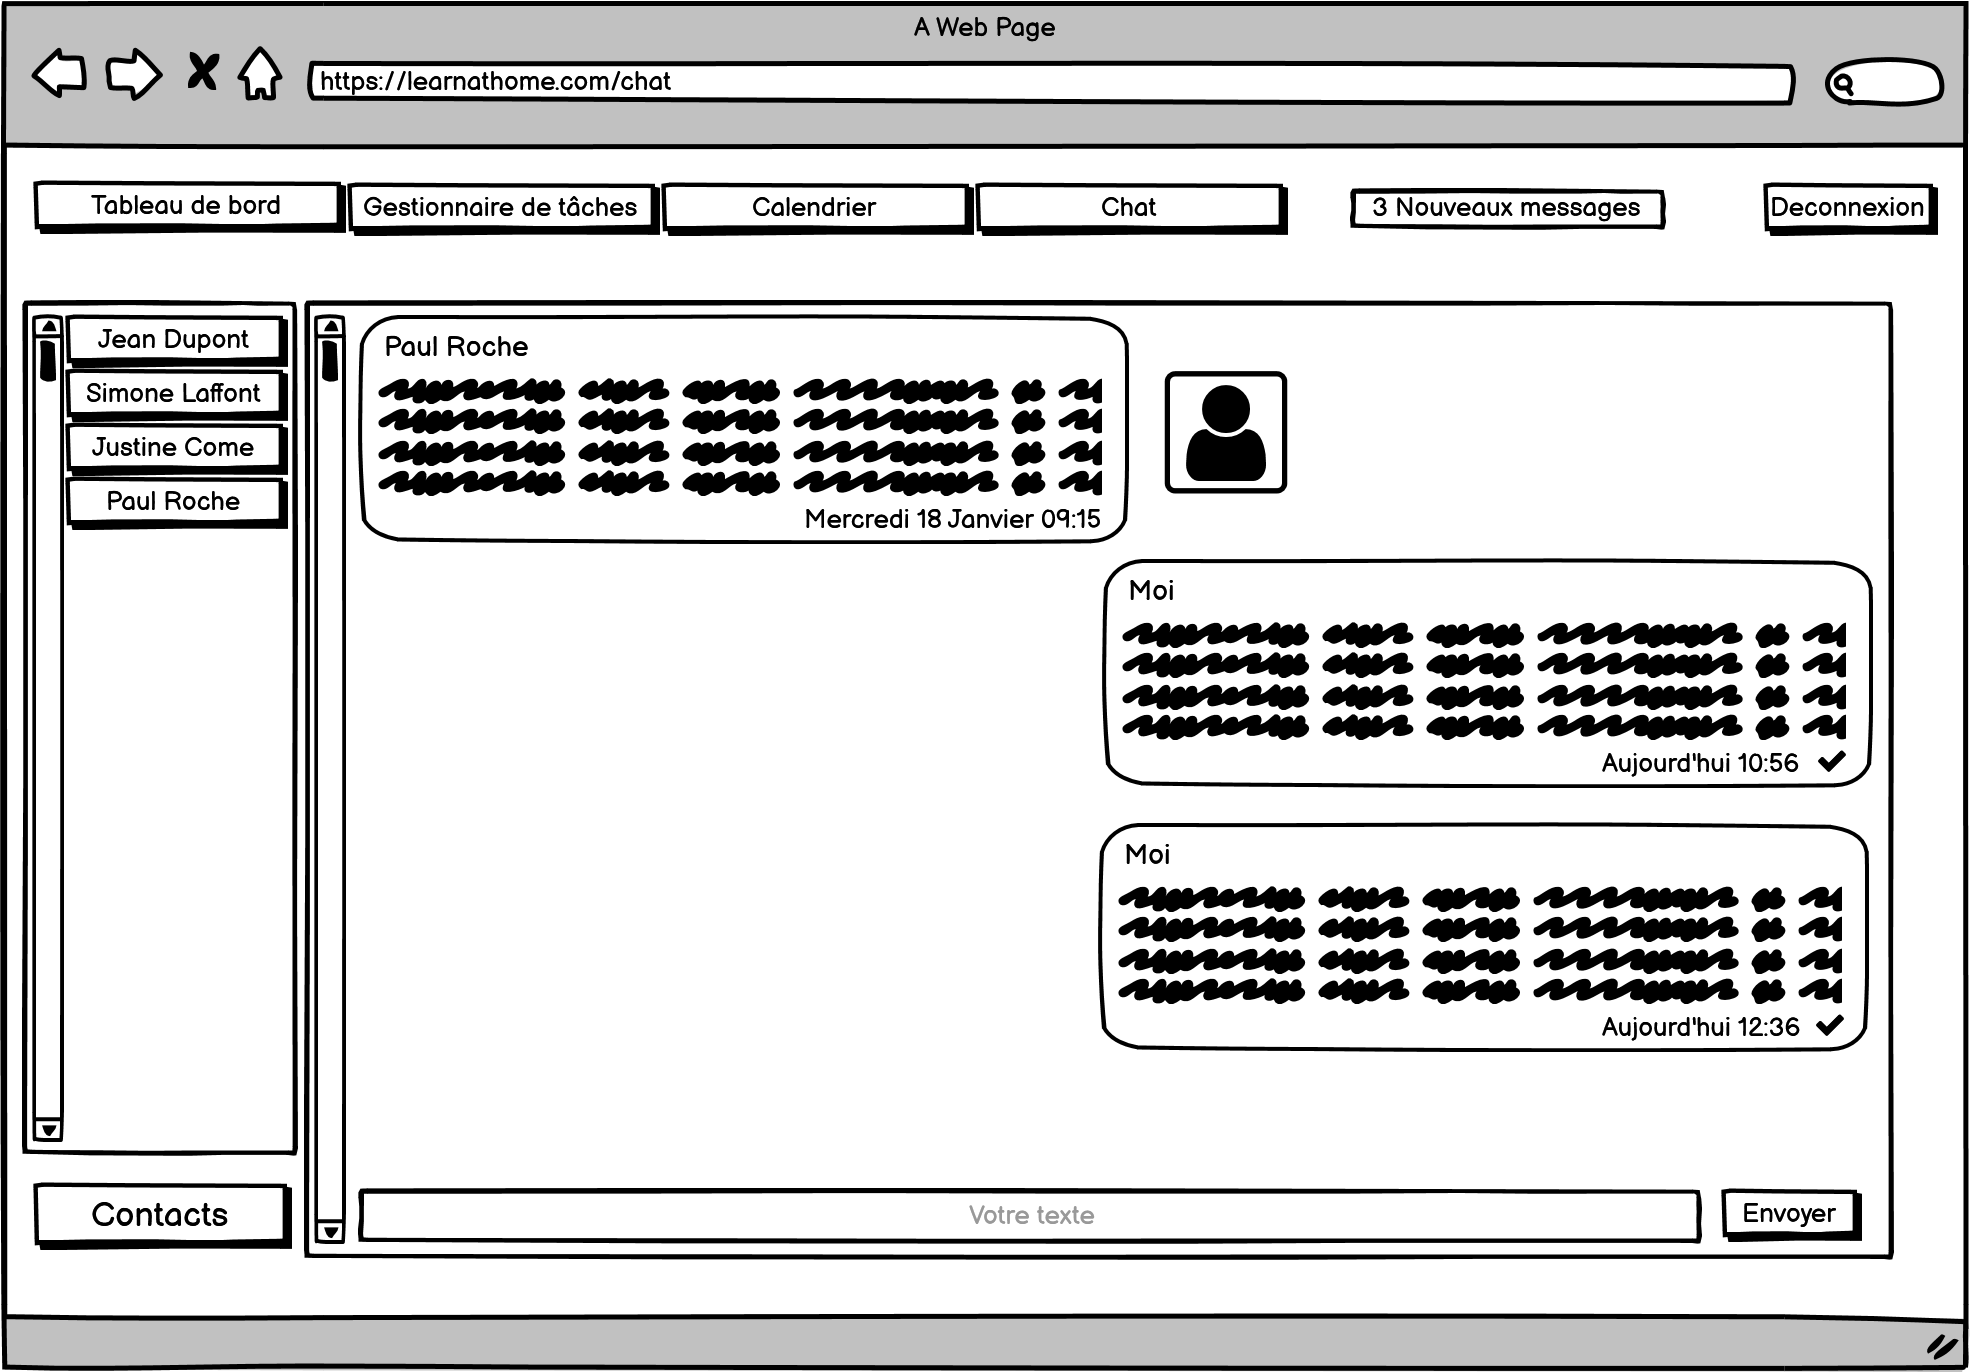 A Web Page
https://learnathome.com/chat
Tableau de bord
Gestionnaire de tâches
Calendrier
Chat
3 Nouveaux messages
Deconnexion
Jean Dupont
Simone Laffont
Justine Come
Paul Roche
Contacts
Paul Roche
Mercredi 18 Janvier 09:15
Moi
Aujourd'hui 10:56
Moi
Aujourd'hui 12:36
Votre texte
Envoyer